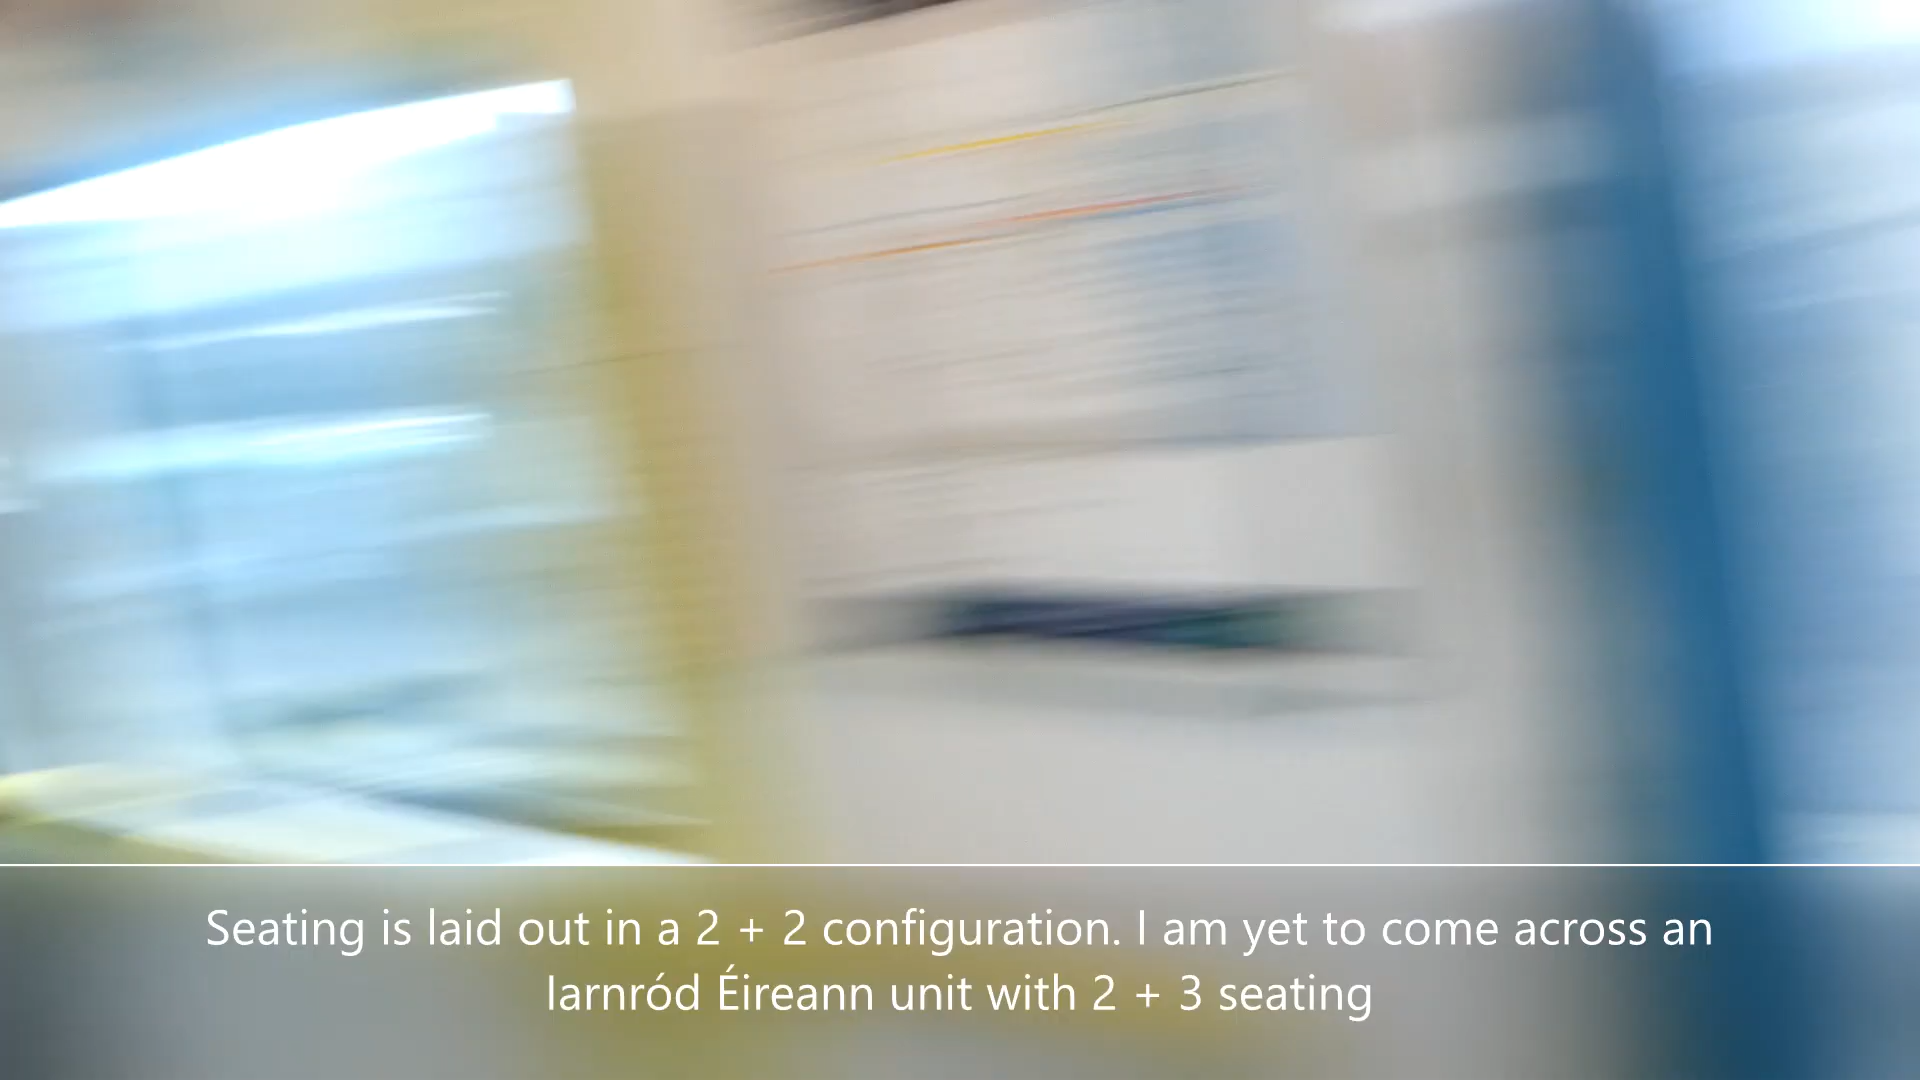 Seating is laid out in a 2 + 2 configuration. I am yet to come across an
Iarnród Éireann unit with 2 + 3 seating